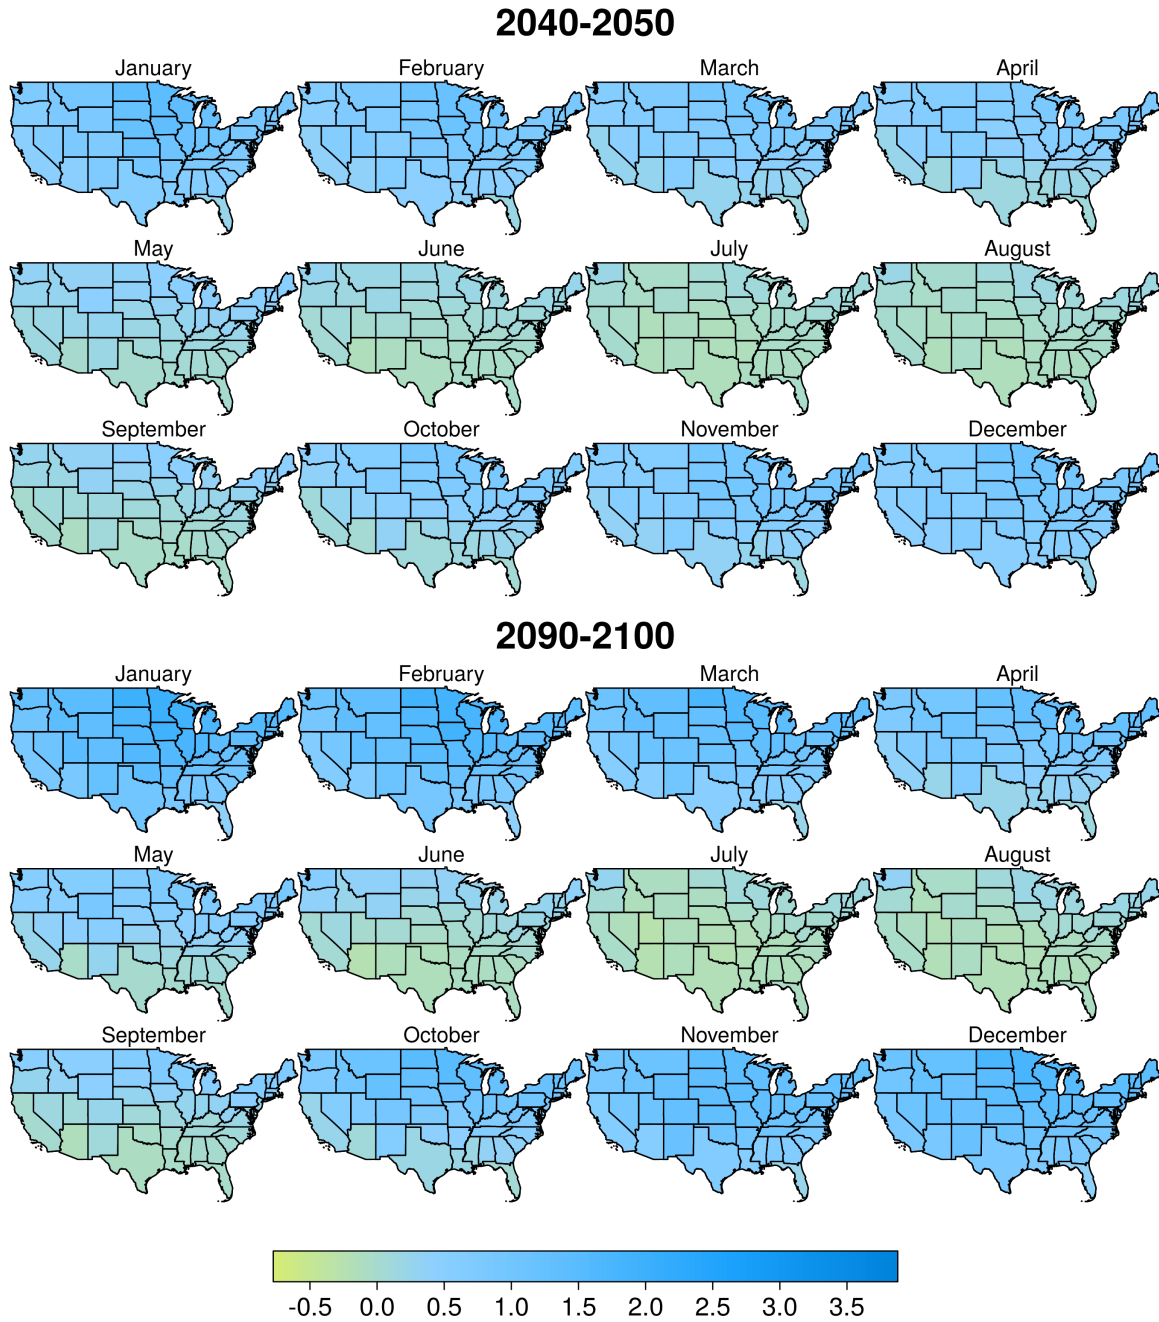 2040-2050
January February March April
May June July August
September October November December
2090-2100
January February March April
May June July August
September October November December
-0.5 0.0 0.5 1.0 1.5 2.0 2.5 3.0 3.5